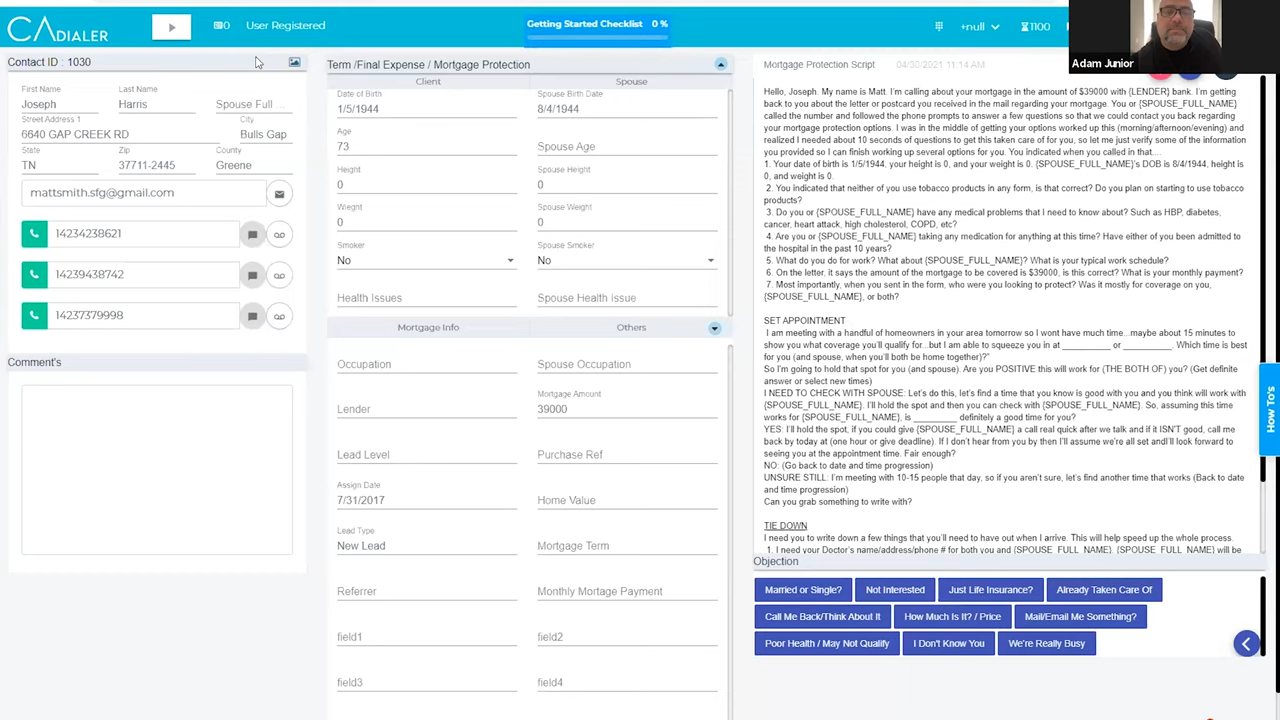 CADIALER
0
User Registered
Getting Started Checklist 0 %
+null
1100
Adam Junior
Contact ID : 1030
First Name
Last Name
Joseph
Harris
Spouse Full ...
Street Address 1
City
6640 GAP CREEK RD
Bulls Gap
State
Zip
County
TN
37711-2445
Greene
mattsmith.sfg@gmail.com
14234238621
14239438742
14237379998
Comment's
Term /Final Expense / Mortgage Protection
Client
Spouse
Date of Birth
Spouse Birth Date
1/5/1944
8/4/1944
Age
73
Spouse Age
Height
Spouse Height
0
0
Wieght
Spouse Weight
0
0
Smoker
Spouse Smoker
No
No
Health Issues
Spouse Health Issue
Mortgage Info
Others
Occupation
Spouse Occupation
Mortgage Amount
Lender
39000
Lead Level
Purchase Ref
Assign Date
7/31/2017
Home Value
Lead Type
New Lead
Mortgage Term
Referrer
Monthly Mortage Payment
field1
field2
field3
field4
Mortgage Protection Script
04/30/2021 11:14 AM
Hello, Joseph. My name is Matt. I'm calling about your mortgage in the amount of $39000 with {LENDER} bank. I'm getting
back to you about the letter or postcard you received in the mail regarding your mortgage. You or {SPOUSE_FULL_NAME}
called the number and followed the phone prompts to answer a few questions so that we could contact you back regarding
your mortgage protection options. I was in the middle of getting your options worked up this (morning/afternoon/evening) and
realized I needed about 10 seconds of questions to get this taken care of for you, so let me just verify some of the information
you provided so I can finish working up several options for you. You indicated when you called in that...
1. Your date of birth is 1/5/1944, your height is 0, and your weight is 0. {SPOUSE_FULL_NAME}'s DOB is 8/4/1944, height is
0, and weight is 0.
2. You indicated that neither of you use tobacco products in any form, is that correct? Do you plan on starting to use tobacco
products?
3. Do you or {SPOUSE_FULL_NAME} have any medical problems that I need to know about? Such as HBP, diabetes,
cancer, heart attack, high cholesterol, COPD, etc?
4. Are you or {SPOUSE_FULL_NAME} taking any medication for anything at this time? Have either of you been admitted to
the hospital in the past 10 years?
5. What do you do for work? What about {SPOUSE_FULL_NAME}? What is your typical work schedule?
6. On the letter, it says the amount of the mortgage to be covered is $39000, is this correct? What is your monthly payment?
7. Most importantly, when you sent in the form, who were you looking to protect? Was it mostly for coverage on you,
{SPOUSE_FULL_NAME}, or both?
SET APPOINTMENT
I am meeting with a handful of homeowners in your area tomorrow so I wont have much time...maybe about 15 minutes to
show you what coverage you'll qualify for...but I am able to squeeze you in at __________ or __________. Which time is best
for you (and spouse, when you'll both be home together)?"
So I'm going to hold that spot for you (and spouse). Are you POSITIVE this will work for (THE BOTH OF) you? (Get definite
answer or select new times)
I NEED TO CHECK WITH SPOUSE: Let's do this, let's find a time that you know is good with you and you think will work with
{SPOUSE_FULL_NAME}. I'll hold the spot and then you can check with {SPOUSE_FULL_NAME}. So, assuming this time
works for {SPOUSE_FULL_NAME}, is _________ definitely a good time for you?
YES: I'll hold the spot, if you could give {SPOUSE_FULL_NAME} a call real quick after we talk and if it ISN'T GOOD, call me
back by today at (one hour or give deadline). If I don't hear from you by then I'll assume we're all set andI'll look forward to
seeing you at the appointment time. Fair enough?
NO: (Go back to date and time progression)
UNSURE STILL: I'm meeting with 10-15 people that day, so if you aren't sure, let's find another time that works (Back to date
and time progression)
Can you grab something to write with?
TIE DOWN
I need you to write down a few things that you'll need to have out when I arrive. This will help speed up the whole process.
1. I need your Doctor's name/address/phone # for both you and {SPOUSE_FULL_NAME}. {SPOUSE_FULL_NAME} will be
Objection
Married or Single?
Not Interested
Just Life Insurance?
Already Taken Care Of
Call Me Back/Think About It
How Much Is It? / Price
Mail/Email Me Something?
Poor Health / May Not Qualify
I Don't Know You
We're Really Busy
How To's